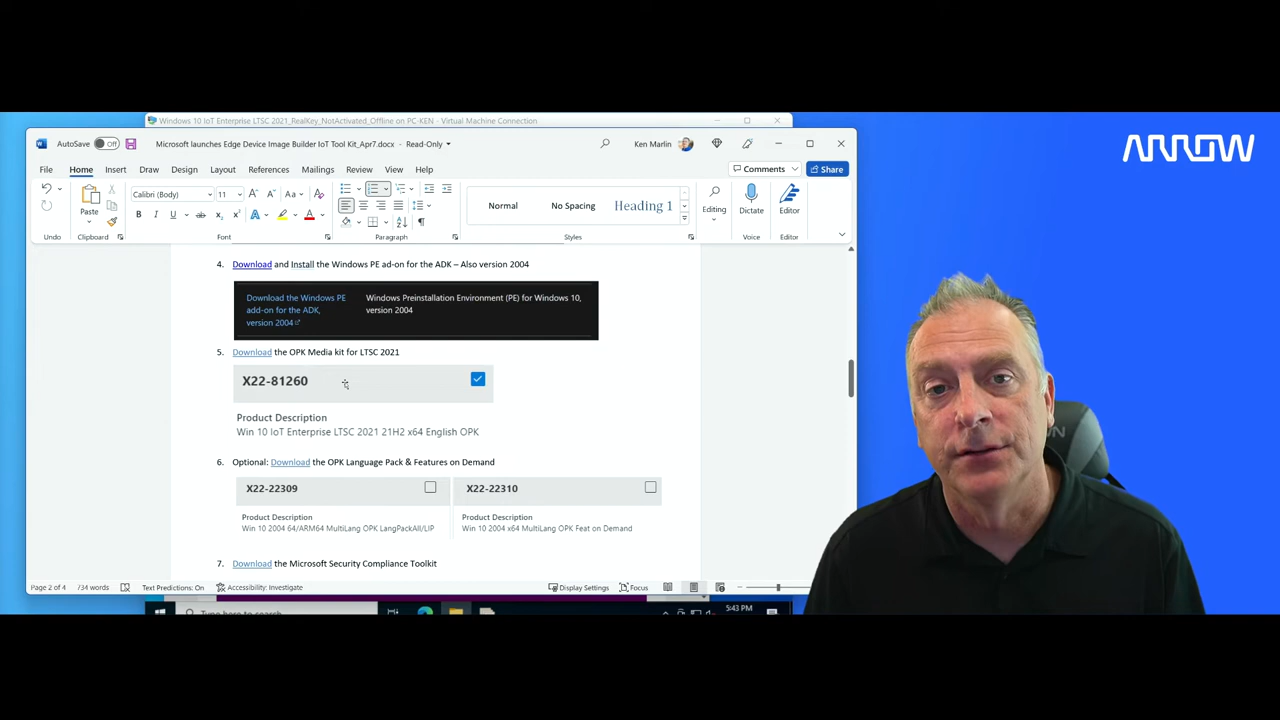 Windows 10 IoT Enterprise LTSC 2021_RealKey_NotActivated_Offline on PC-KEN - Virtual Machine Connection
AutoSave Off
Microsoft launches Edge Device Image Builder IoT Tool Kit_Apr7.docx - Read-Only
Ken Marlin
ARROW
File Home Insert Draw Design Layout References Mailings Review View Help
Comments Share
Paste
Calibri (Body) 11
Normal No Spacing Heading 1
Editing Dictate Editor
Undo Clipboard Font Paragraph Styles Voice Editor
4. Download and Install the Windows PE ad-on for the ADK – Also version 2004
Download the Windows PE add-on for the ADK, version 2004
Windows Preinstallation Environment (PE) for Windows 10, version 2004
5. Download the OPK Media kit for LTSC 2021
X22-81260
Product Description
Win 10 IoT Enterprise LTSC 2021 21H2 x64 English OPK
6. Optional: Download the OPK Language Pack & Features on Demand
X22-22309 X22-22310
Product Description Product Description
Win 10 2004 64/ARM64 MultiLang OPK LangPackAll/LIP Win 10 2004 x64 MultiLang OPK Feat on Demand
7. Download the Microsoft Security Compliance Toolkit
Page 2 of 4 734 words Text Predictions: On Accessibility: Investigate Display Settings Focus
Type here to search
5:43 PM